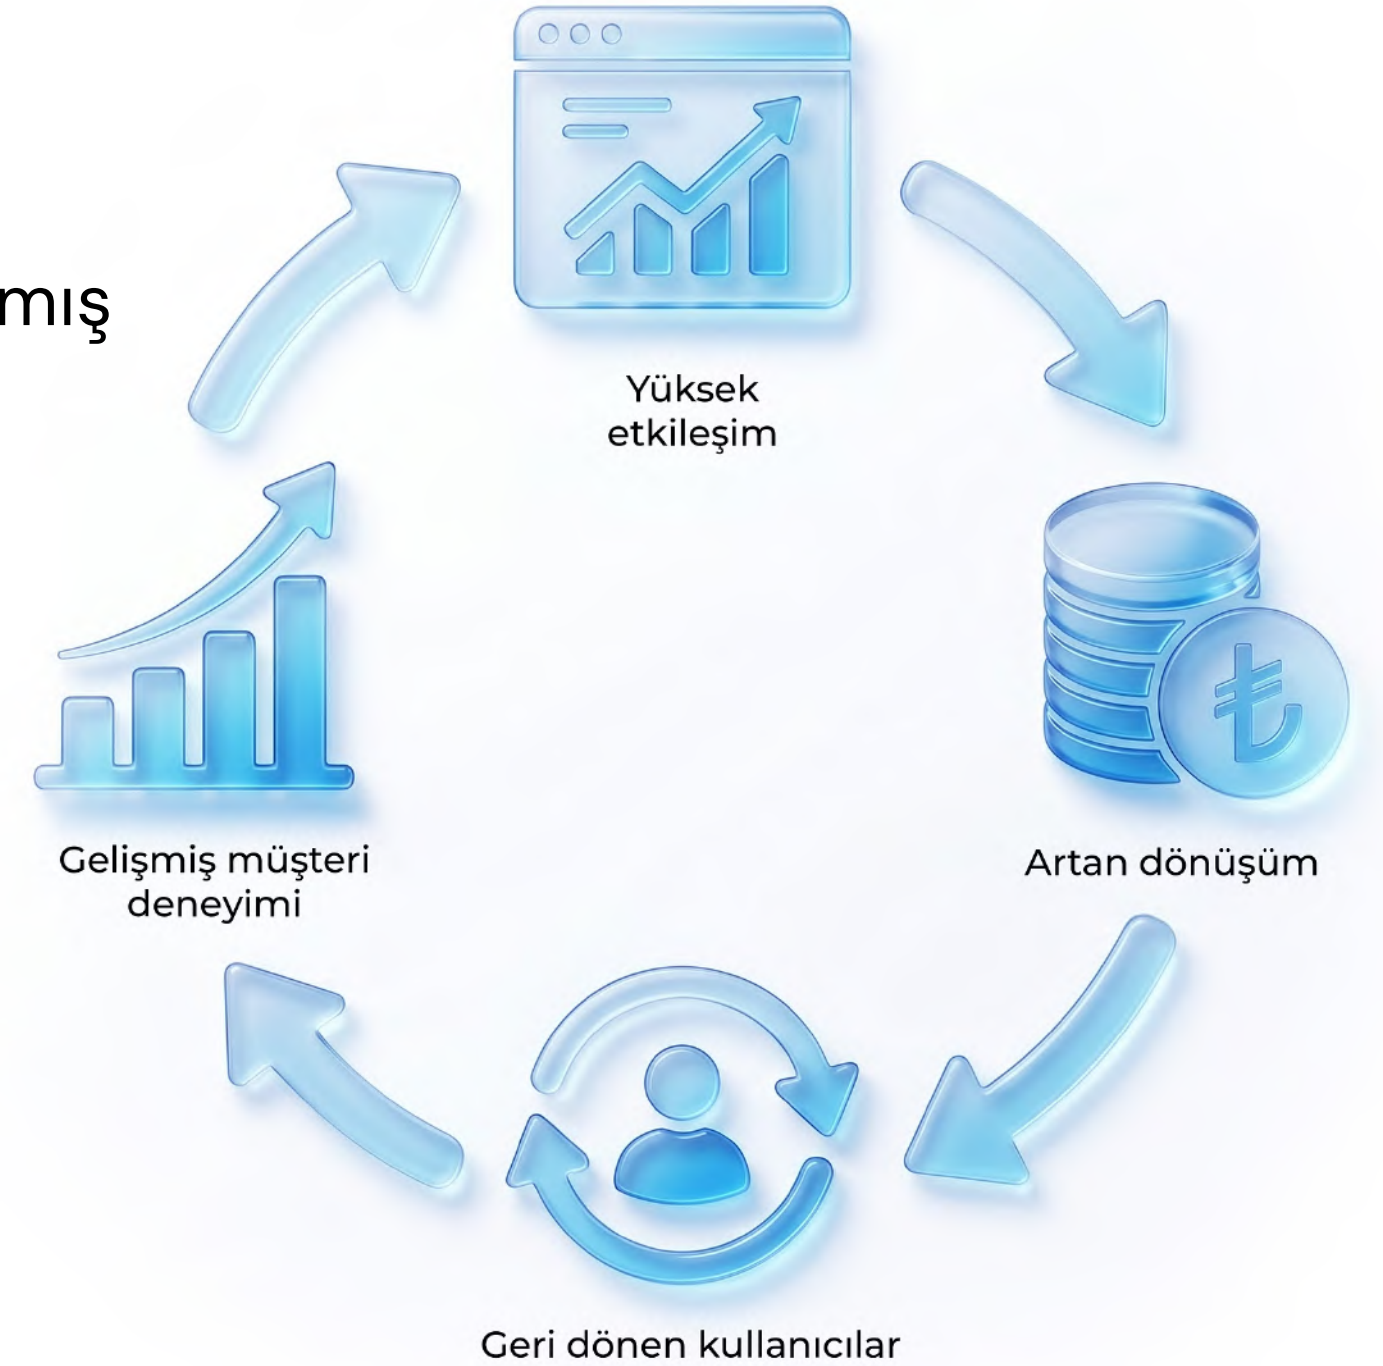 mış
Yüksek
etkileşim
Gelişmiş müşteri
deneyimi
Artan dönüşüm
Geri dönen kullanıcılar